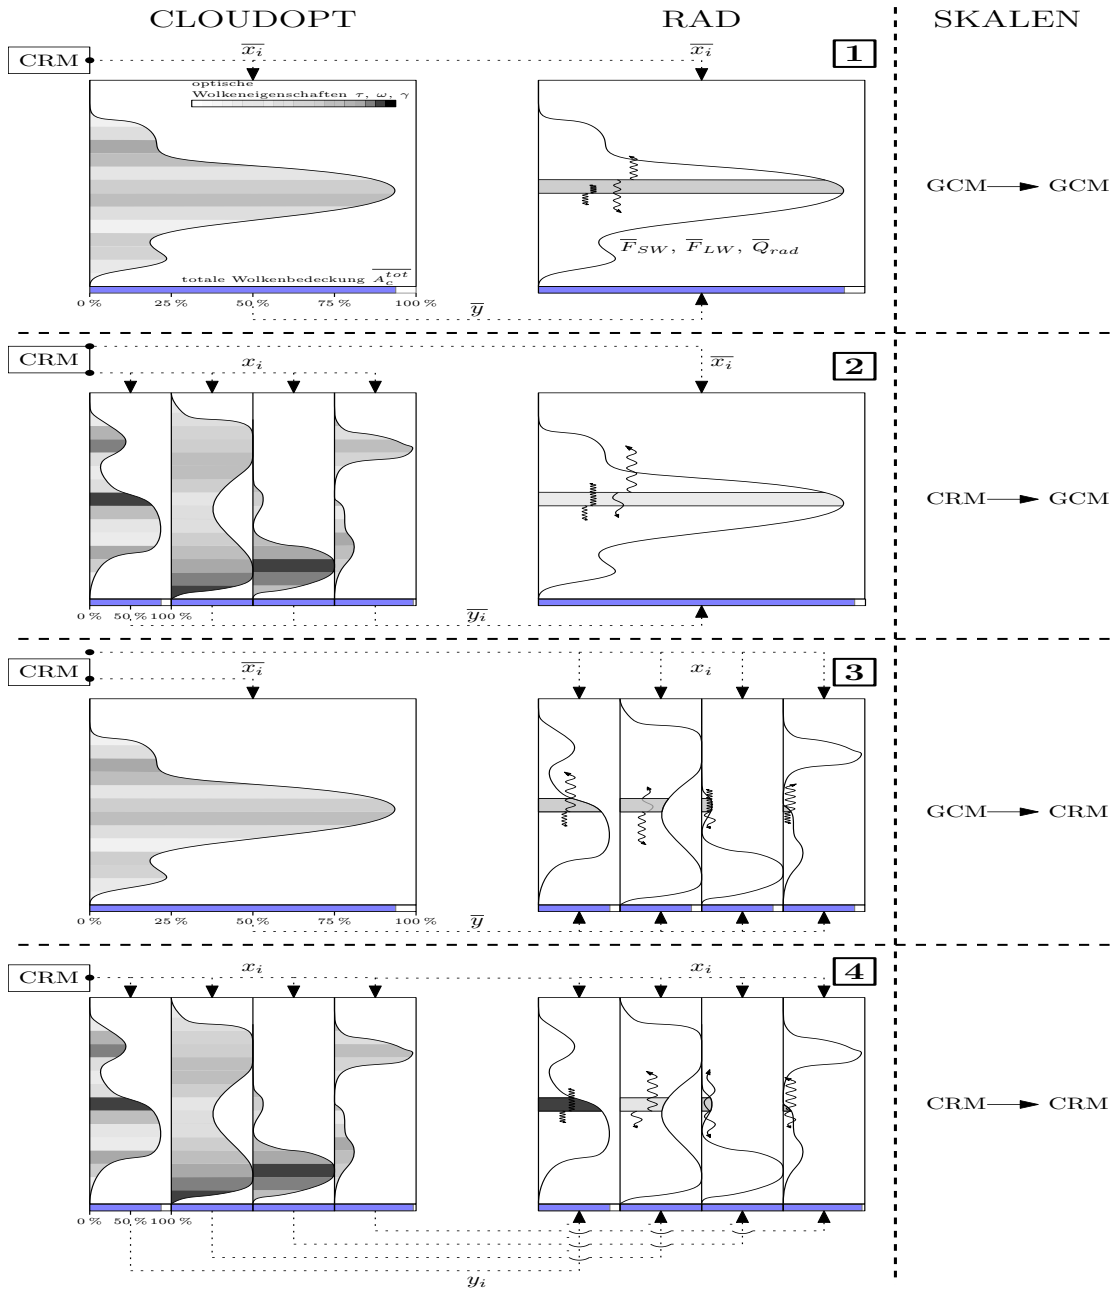 CLOUDOPT RAD SKALEN
CRM
$\overline{x_i}$
$\overline{x_i}$
1
optische
Wolkeneigenschaften τ, ω, γ
GCM → GCM
$\overline{F}_{SW}$, $\overline{F}_{LW}$, $\overline{Q}_{rad}$
totale Wolkenbedeckung $\overline{A_c^{tot}}$
0 % 25 % 50 % 75 % 100 %
$\overline{y}$
CRM
$x_i$
$\overline{x_i}$
2
CRM → GCM
0 % 50 % 100 %
$\overline{y_i}$
CRM
$\overline{x_i}$
$x_i$
3
GCM → CRM
0 % 25 % 50 % 75 % 100 %
$\overline{y}$
CRM
$x_i$
$x_i$
4
CRM → CRM
0 % 50 % 100 %
$y_i$